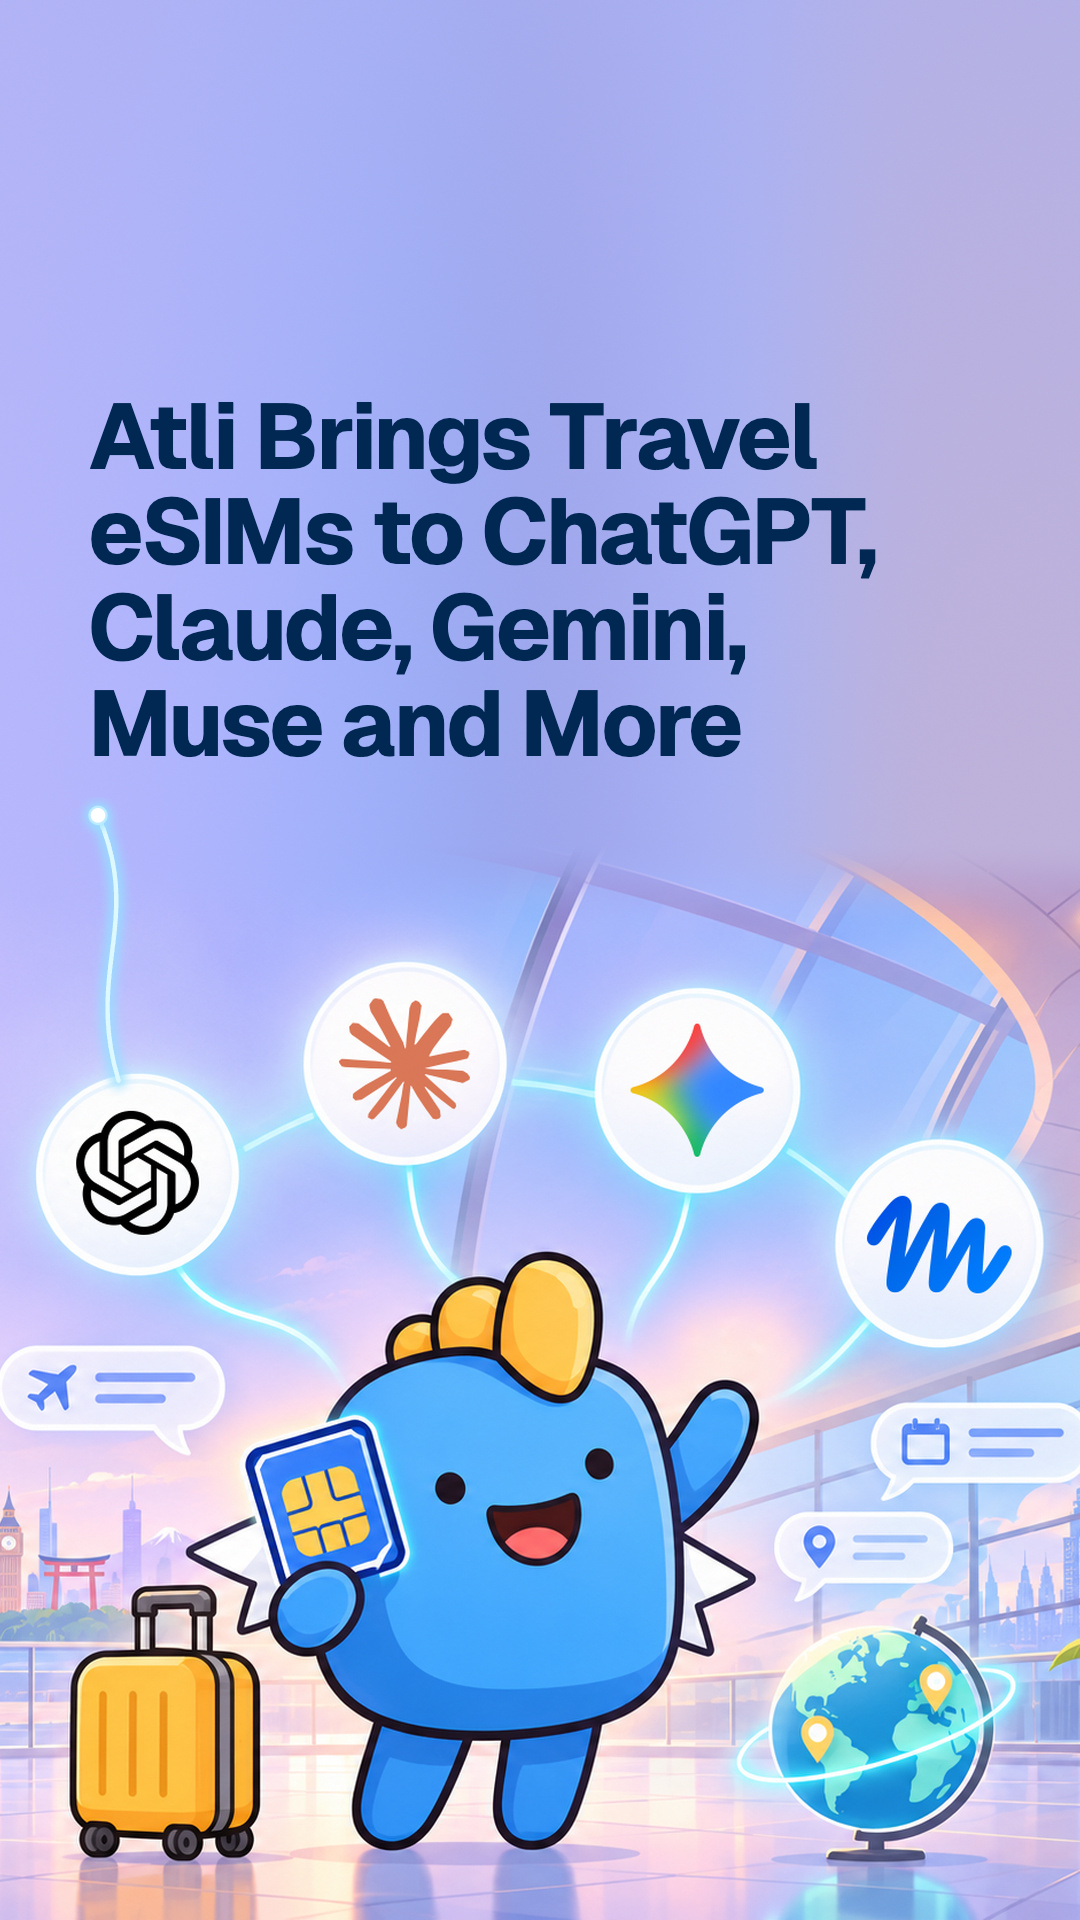 Atli Brings Travel
eSIMs to ChatGPT,
Claude, Gemini,
Muse and More